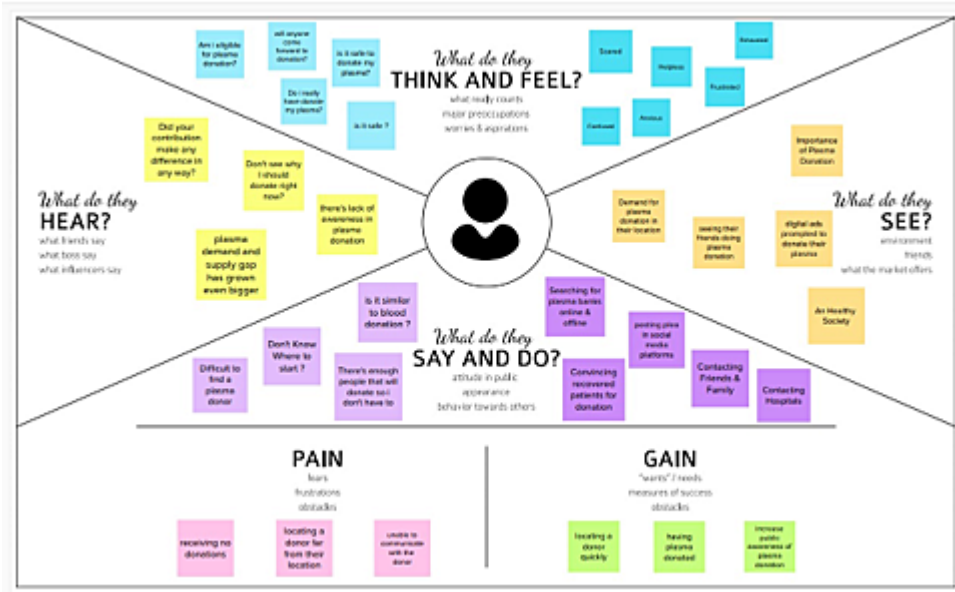 What do they
THINK AND FEEL?
what really counts
major preoccupations
worries & aspirations
Am i eligible
for plasma
donation?
will anyone
come
forward to
donation?
is it safe to
donate my
plasma?
Do i really
have donate
my plasma?
is it safe ?
Scared
Helpless
Exhausted
Frustrated
Anxious
Confused
What do they
HEAR?
what friends say
what boss say
what influencers say
Did your
contribution
make any
difference in
any way?
Don't see why
I should
donate right
now?
there's lack of
awareness in
plasma
donation
plasma
demand and
supply gap
has grown
even bigger
What do they
SEE?
environment
friends
what the market offers
Importance
of Plasma
Donation
Demand for
plasma
donation in
their location
seeing their
friends doing
plasma
donation
digital ads
prompted to
donate their
plasma
An Healthy
Society
What do they
SAY AND DO?
attitude in public
appearance
behavior towards others
is it similar
to blood
donation ?
Don't Know
Where to
start ?
Difficult to
find a
plasma
donor
There's enough
people that will
donate so I
don't have to
Searching for
plasma banks
online &
offline
posting plea
in social
media
platforms
Convincing
recovered
patients for
donation
Contacting
Friends &
Family
Contacting
Hospitals
PAIN
fears
frustrations
obstacles
receiving no
donations
locating a
donor far
from their
location
unable to
communicate
with the
donor
GAIN
"wants" / needs
measures of success
obstacles
locating a
donor
quickly
having
plasma
donated
increase
public
awareness of
plasma
donation